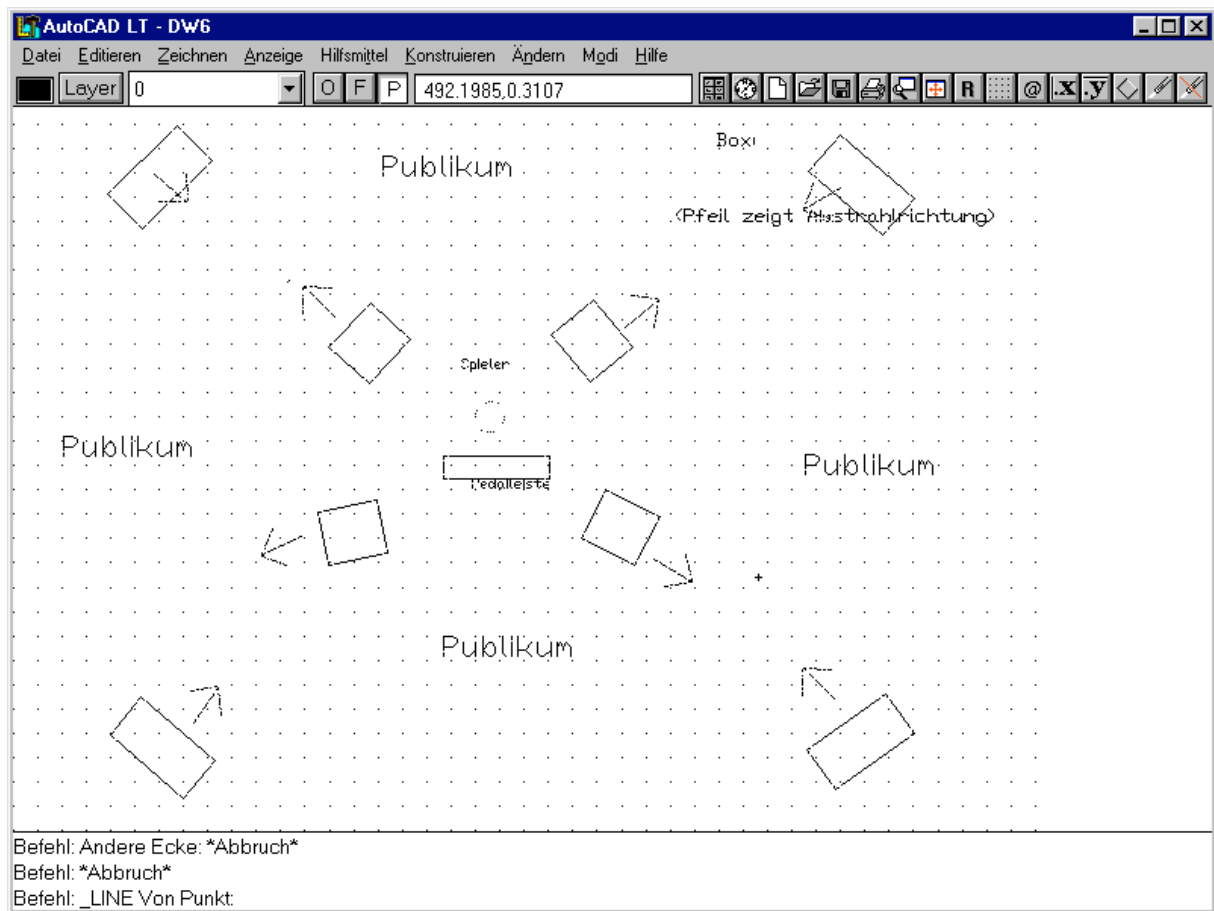 AutoCAD LT - DW6
Datei Editieren Zeichnen Anzeige Hilfsmittel Konstruieren Ändern Modi Hilfe
Layer 0 O F P 492.1985,0.3107 R @ .X .Y
Publikum
(Pfeil zeigt Abstrahlrichtung)
Spieler
Publikum
Publikum
Pedalleiste
Publikum
Befehl: Andere Ecke: *Abbruch*
Befehl: *Abbruch*
Befehl: _LINE Von Punkt: